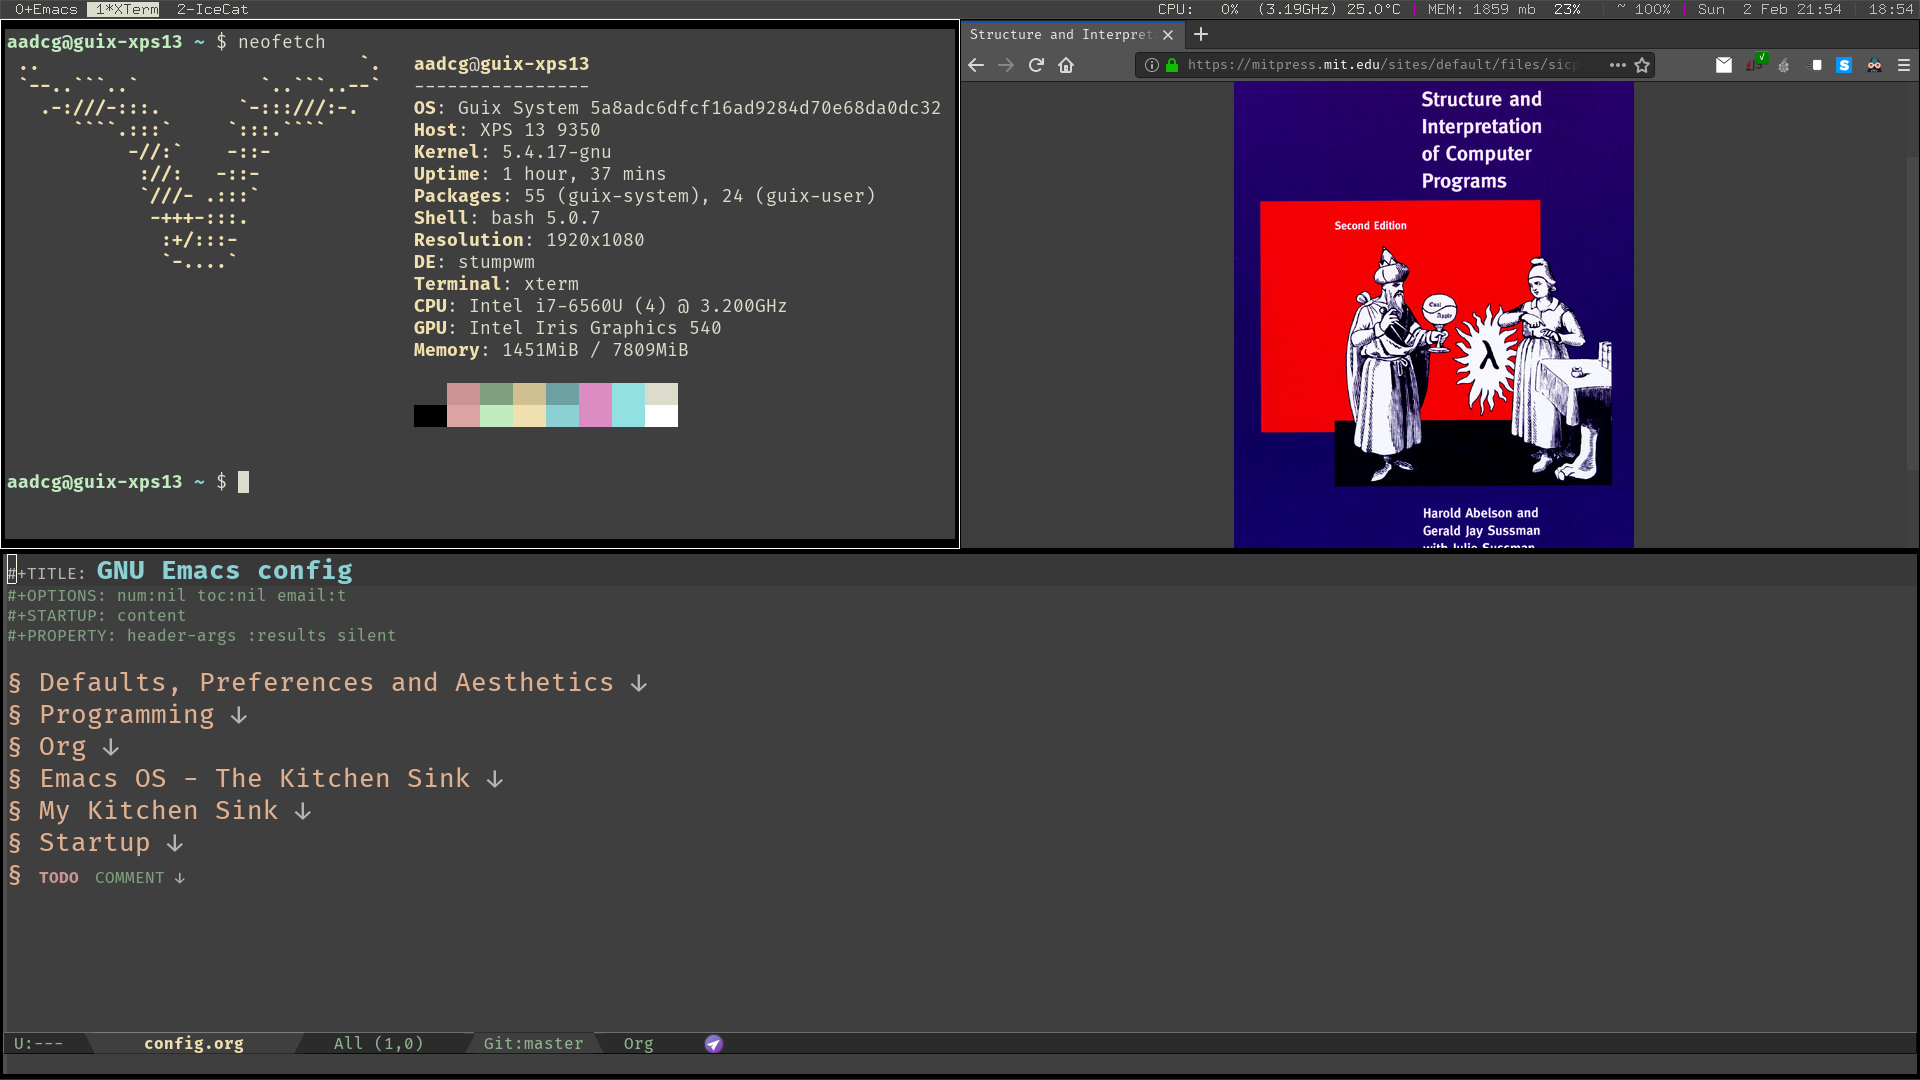 0+Emacs 1*XTerm 2-IceCat
CPU: 0% (3.19GHz) 25.0°C | MEM: 1859 mb 23% | ~ 100% | Sun 2 Feb 21:54 | 18:54
aadcg@guix-xps13 ~ $ neofetch
aadcg@guix-xps13
----------------
OS: Guix System 5a8adc6dfcf16ad9284d70e68da0dc32
Host: XPS 13 9350
Kernel: 5.4.17-gnu
Uptime: 1 hour, 37 mins
Packages: 55 (guix-system), 24 (guix-user)
Shell: bash 5.0.7
Resolution: 1920x1080
DE: stumpwm
Terminal: xterm
CPU: Intel i7-6560U (4) @ 3.200GHz
GPU: Intel Iris Graphics 540
Memory: 1451MiB / 7809MiB
aadcg@guix-xps13 ~ $
Structure and Interpret
https://mitpress.mit.edu/sites/default/files/sicp
Structure and
Interpretation
of Computer
Programs
Second Edition
Eval
Apply
λ
Harold Abelson and
Gerald Jay Sussman
with Julie Sussman
#+TITLE: GNU Emacs config
#+OPTIONS: num:nil toc:nil email:t
#+STARTUP: content
#+PROPERTY: header-args :results silent
§ Defaults, Preferences and Aesthetics ↓
§ Programming ↓
§ Org ↓
§ Emacs OS - The Kitchen Sink ↓
§ My Kitchen Sink ↓
§ Startup ↓
§ TODO COMMENT ↓
U:--- config.org All (1,0) Git:master Org